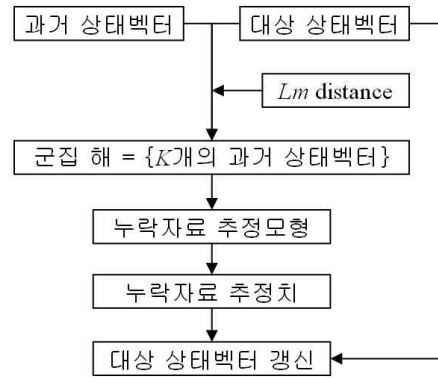 과거 상태벡터
대상 상태벡터
Lm distance
군집 해 = {K개의 과거 상태벡터}
누락자료 추정모형
누락자료 추정치
대상 상태벡터 갱신